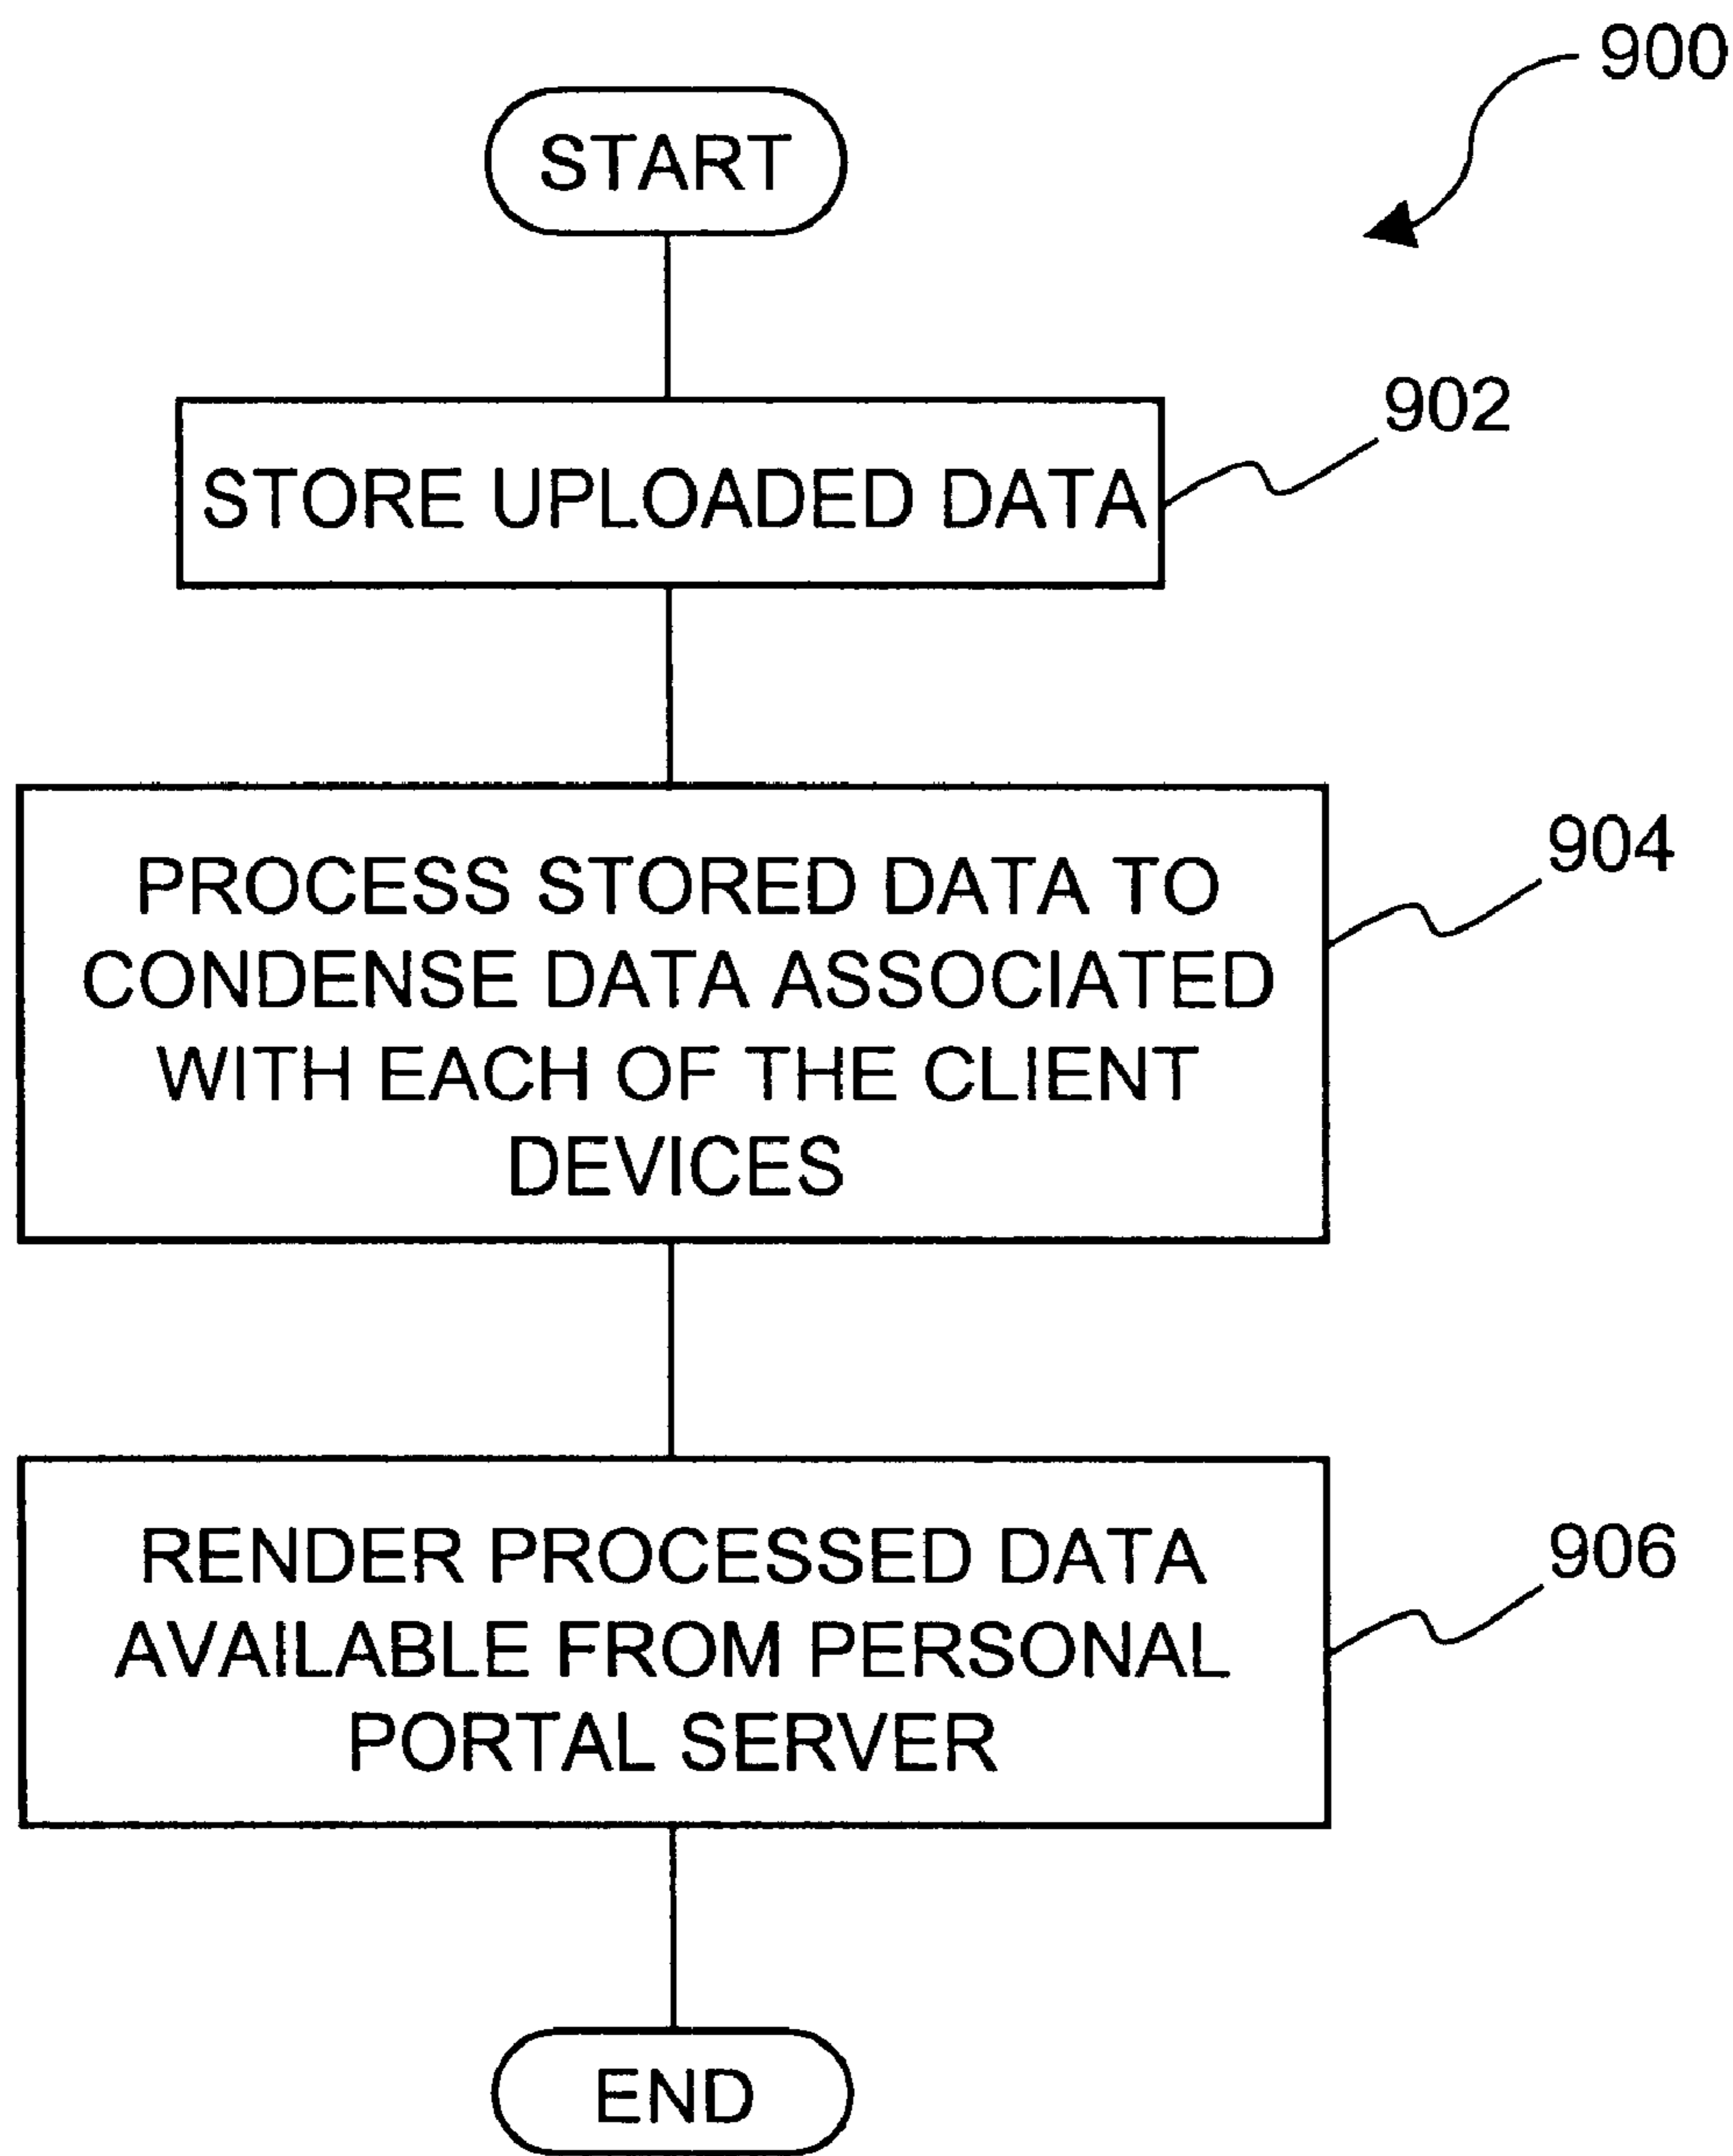 900
START
902
STORE UPLOADED DATA
904
PROCESS STORED DATA TO
CONDENSE DATA ASSOCIATED
WITH EACH OF THE CLIENT
DEVICES
906
RENDER PROCESSED DATA
AVAILABLE FROM PERSONAL
PORTAL SERVER
END